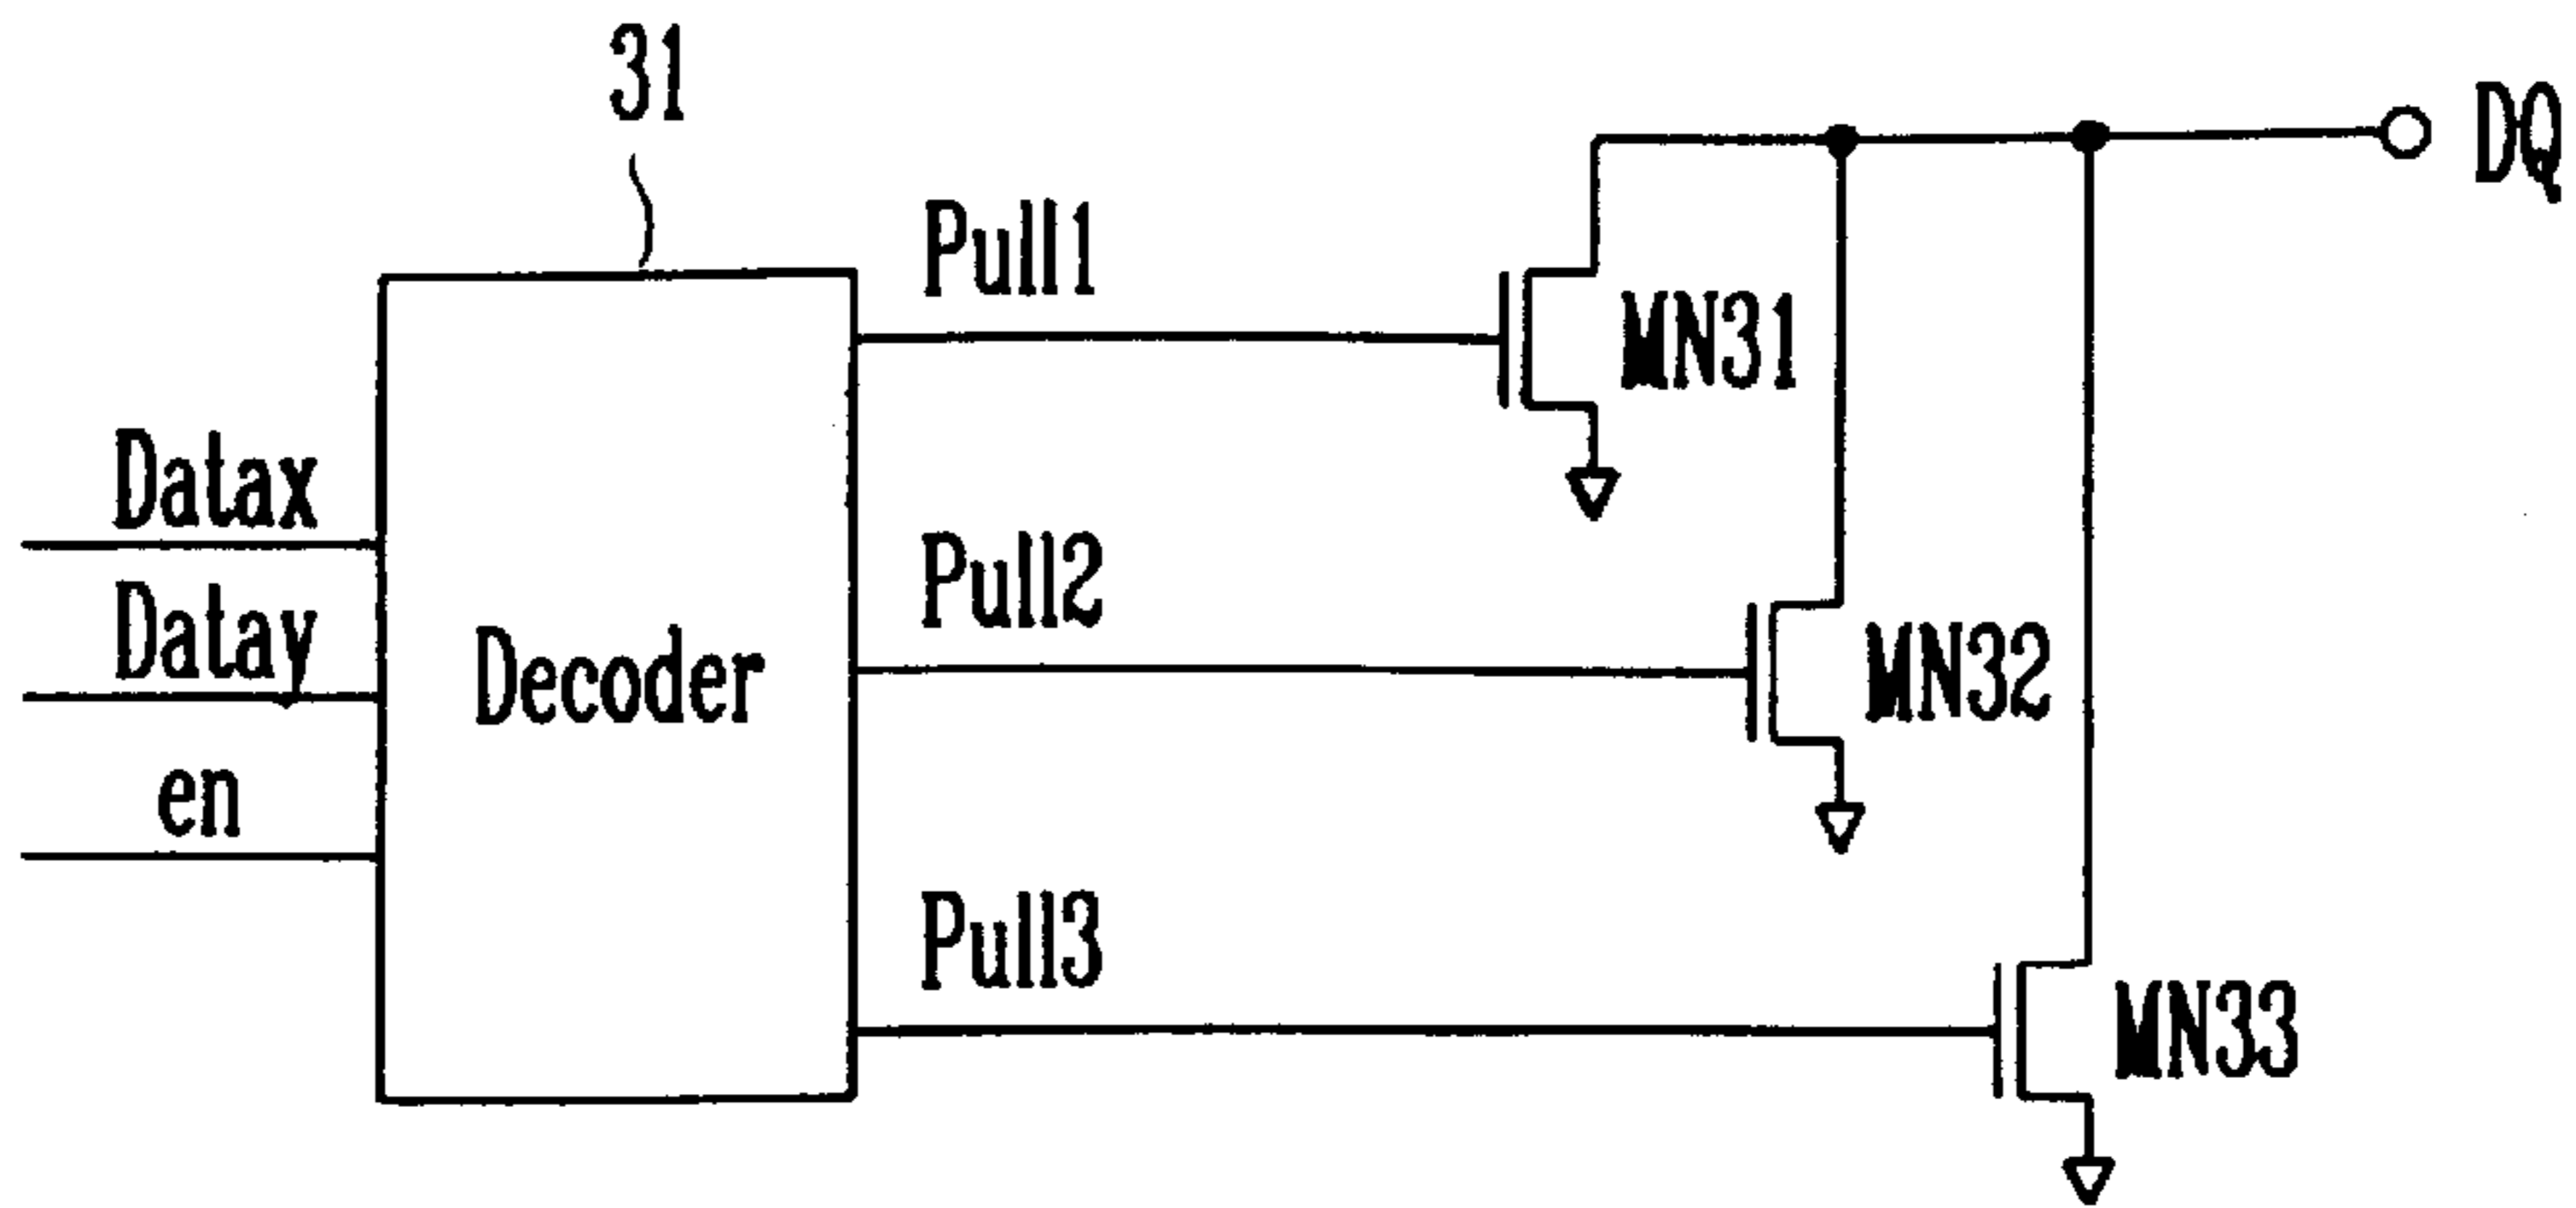 31
DQ
Pull1
MN31
Datax
Pull2
Datay
Decoder
MN32
en
Pull3
MN33